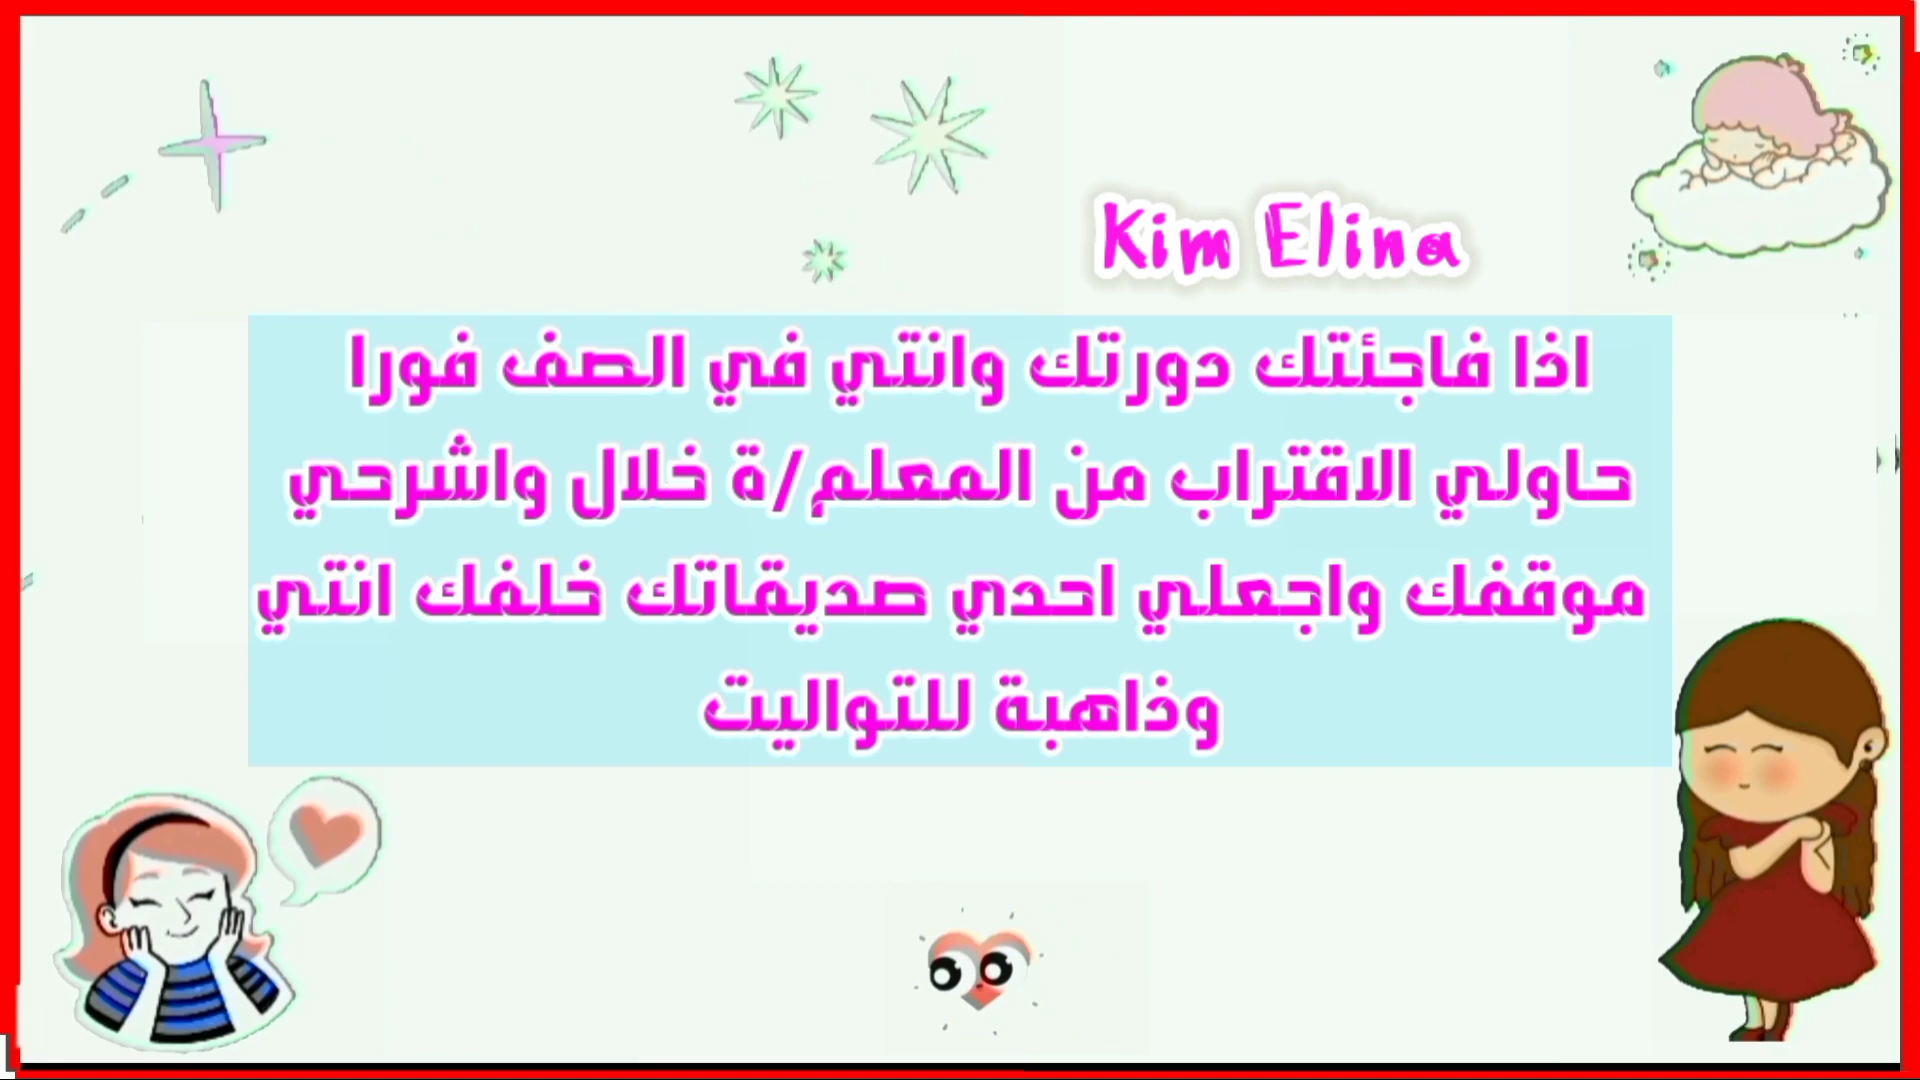 Kim Elina
اذا فاجئتك دورتك وانتي في الصف فورا
حاولي الاقتراب من المعلم/ة خلال واشرحي
موقفك واجعلي احدي صديقاتك خلفك انتي
وذاهبة للتواليت